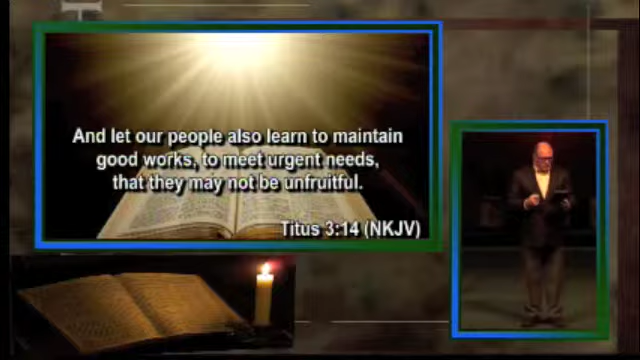 And let our people also learn to maintain
good works, to meet urgent needs,
that they may not be unfruitful.
Titus 3:14 (NKJV)